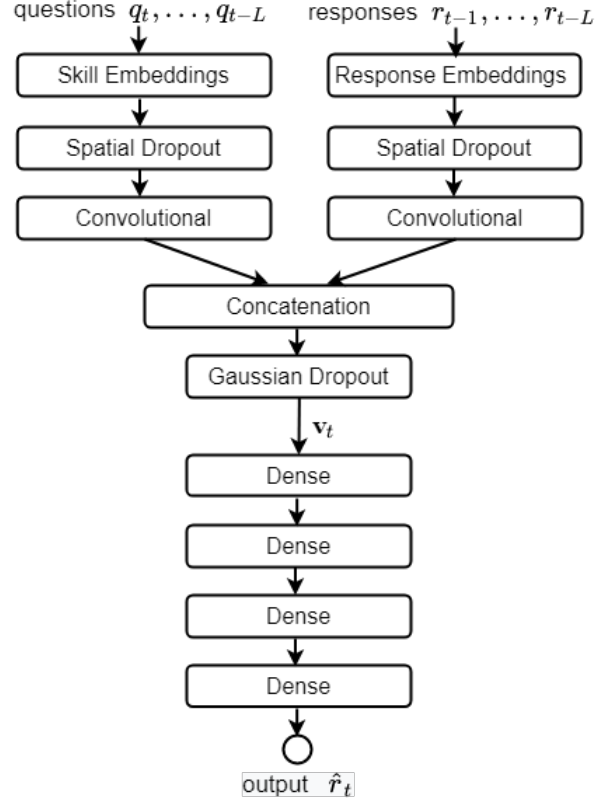 questions q_t, ..., q_{t-L}
responses r_{t-1}, ..., r_{t-L}
Skill Embeddings
Response Embeddings
Spatial Dropout
Spatial Dropout
Convolutional
Convolutional
Concatenation
Gaussian Dropout
v_t
Dense
Dense
Dense
Dense
output r̂_t